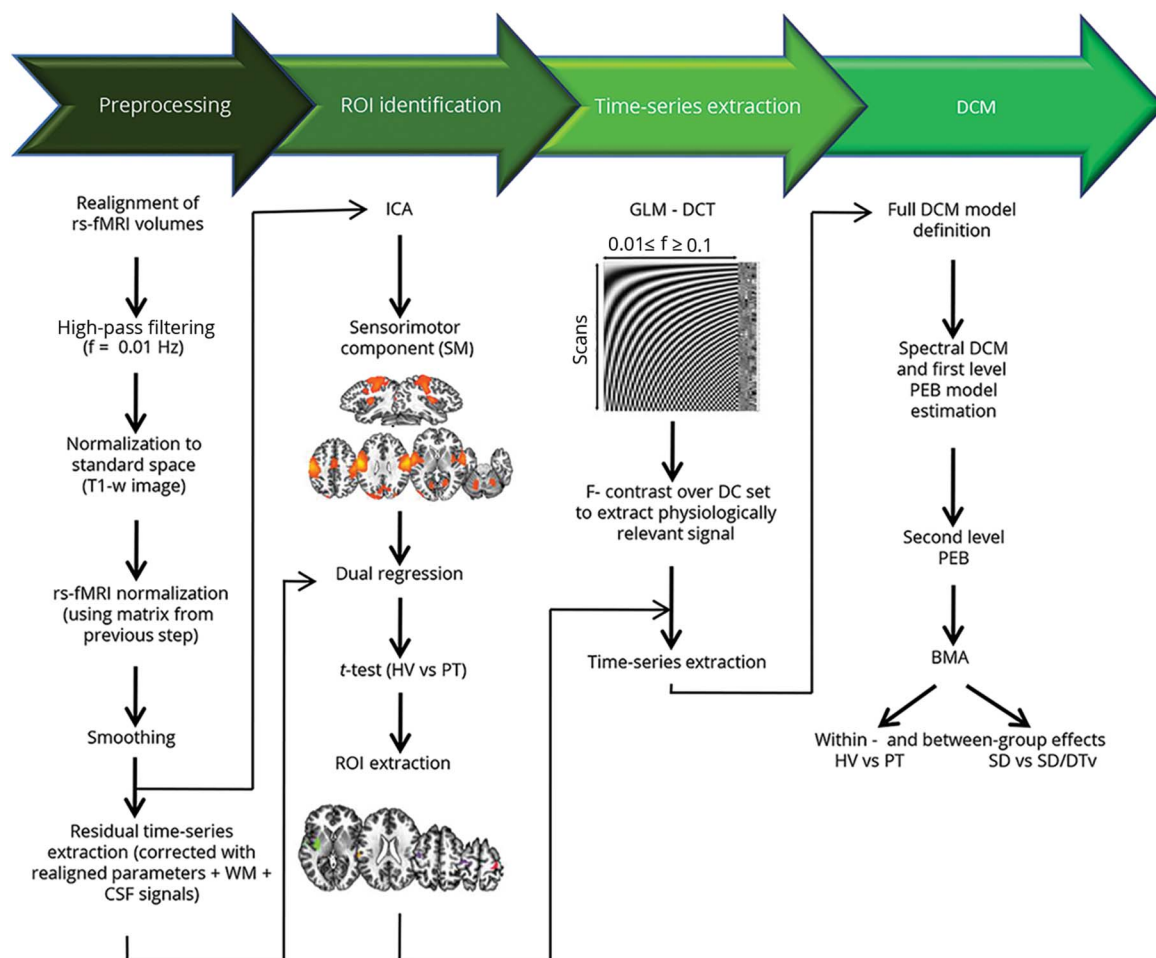 Preprocessing
ROI identification
Time-series extraction
DCM
Realignment of
rs-fMRI volumes
High-pass filtering
(f = 0.01 Hz)
Normalization to
standard space
(T1-w image)
rs-fMRI normalization
(using matrix from
previous step)
Smoothing
Residual time-series
extraction (corrected with
realigned parameters + WM +
CSF signals)
ICA
Sensorimotor
component (SM)
Dual regression
t-test (HV vs PT)
ROI extraction
GLM - DCT
0.01≤ f ≥ 0.1
Scans
F- contrast over DC set
to extract physiologically
relevant signal
Time-series extraction
Full DCM model
definition
Spectral DCM
and first level
PEB model
estimation
Second level
PEB
BMA
Within - and between-group effects
HV vs PT SD vs SD/DTv